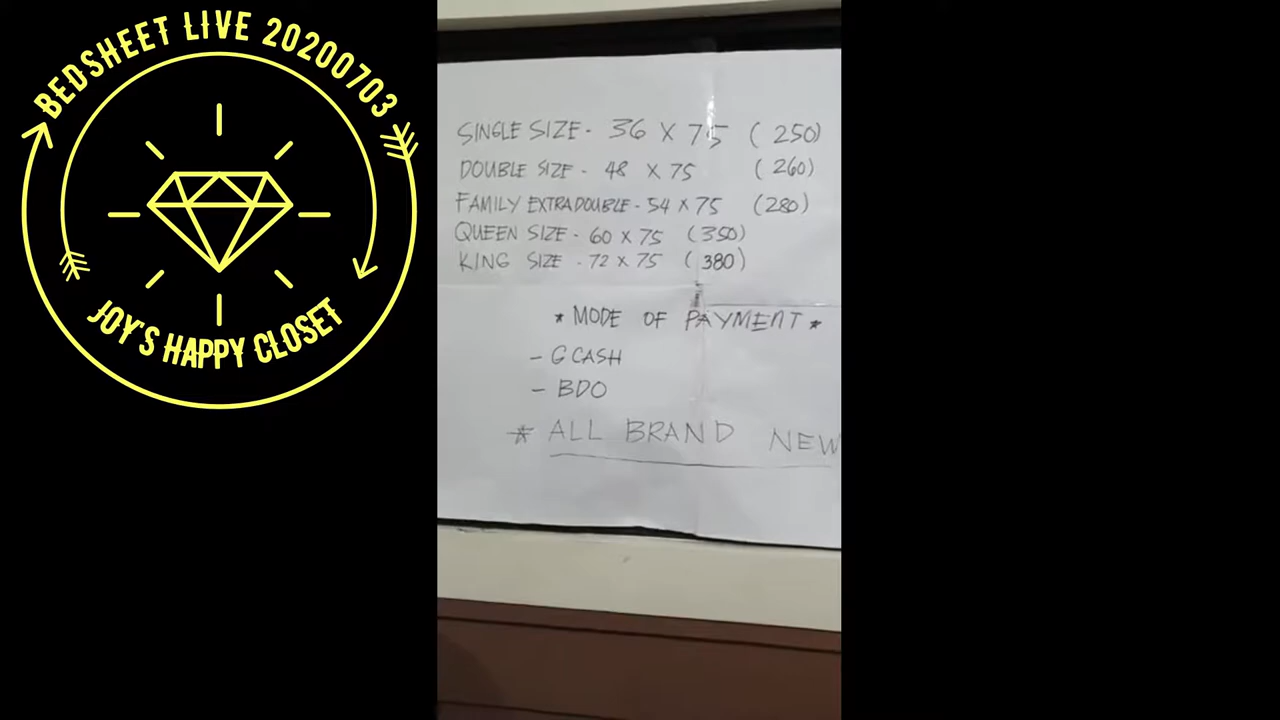 BEDSHEET LIVE 20200703
JOY'S HAPPY CLOSET
SINGLE SIZE - 36 X 75 (250)
DOUBLE SIZE - 48 X 75 (260)
FAMILY EXTRADOUBLE - 54 X 75 (280)
QUEEN SIZE - 60 X 75 (350)
KING SIZE - 72 X 75 (380)
* MODE OF PAYMENT *
- GCASH
- BDO
* ALL BRAND NEW